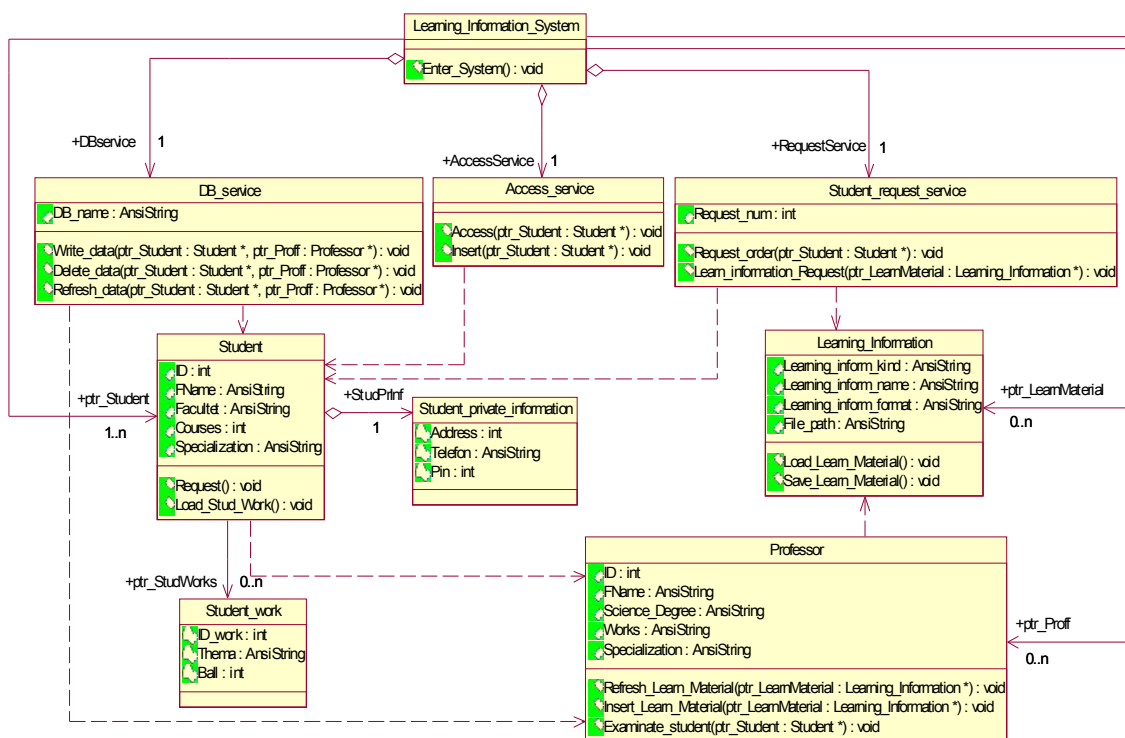 Learning_Information_System
Enter_System() : void
+DBservice
1
+AccessService
1
+RequestService
1
DB_service
DB_name : AnsiString
Write_data(ptr_Student : Student *, ptr_Proff : Professor *) : void
Delete_data(ptr_Student : Student *, ptr_Proff : Professor *) : void
Refresh_data(ptr_Student : Student *, ptr_Proff : Professor *) : void
Access_service
Access(ptr_Student : Student *) : void
Insert(ptr_Student : Student *) : void
Student_request_service
Request_num : int
Request_order(ptr_Student : Student *) : void
Learn_information_Request(ptr_LearnMaterial : Learning_Information *) : void
Student
ID : int
FName : AnsiString
Facultet : AnsiString
Courses : int
Specialization : AnsiString
Request() : void
Load_Stud_Work() : void
+ptr_Student
1..n
+StudPrInf
1
Student_private_information
Address : int
Telefon : AnsiString
Pin : int
Learning_Information
Learning_inform_kind : AnsiString
Learning_inform_name : AnsiString
Learning_inform_format : AnsiString
File_path : AnsiString
Load_Learn_Material() : void
Save_Learn_Material() : void
+ptr_LearnMaterial
0..n
+ptr_StudWorks
0..n
Student_work
ID_work : int
Thema : AnsiString
Ball : int
Professor
ID : int
FName : AnsiString
Science_Degree : AnsiString
Works : AnsiString
Specialization : AnsiString
Refresh_Learn_Material(ptr_LearnMaterial : Learning_Information *) : void
Insert_Learn_Material(ptr_LearnMaterial : Learning_Information *) : void
Examinate_student(ptr_Student : Student *) : void
+ptr_Proff
0..n